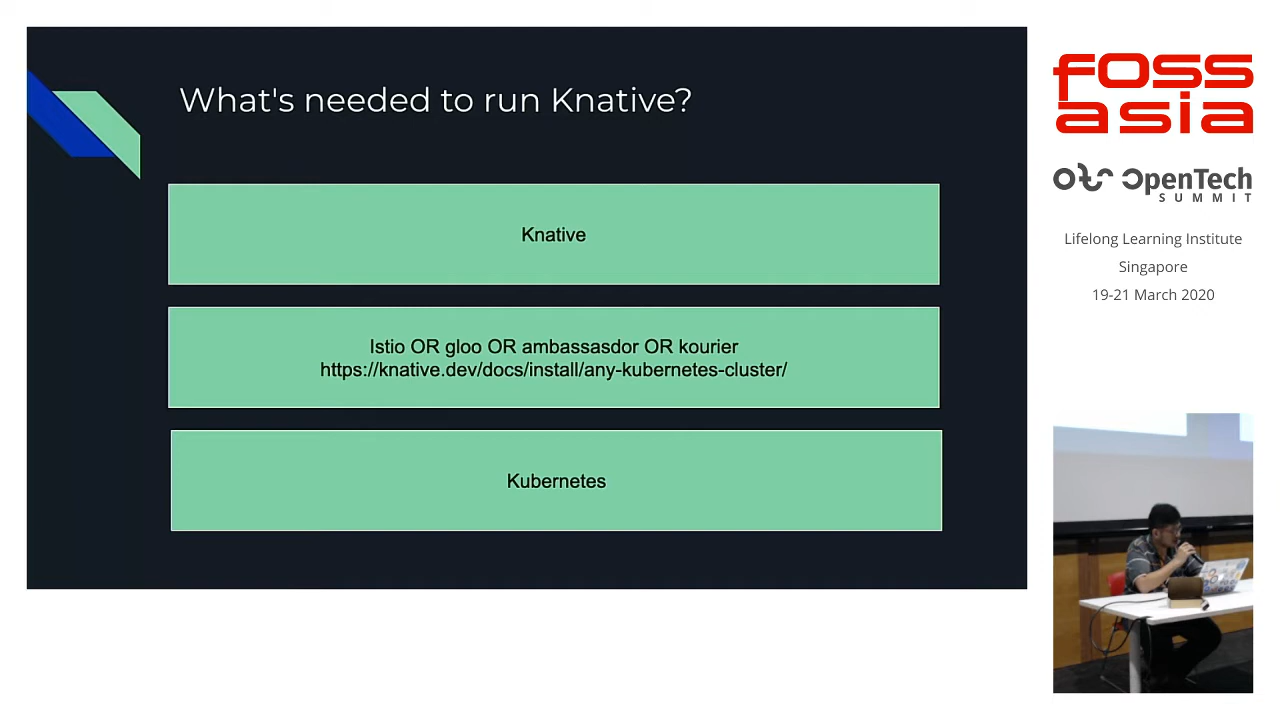 What's needed to run Knative?
Knative
Istio OR gloo OR ambassasdor OR kourier
https://knative.dev/docs/install/any-kubernetes-cluster/
Kubernetes
foss
asia
OpenTech
SUMMIT
Lifelong Learning Institute
Singapore
19-21 March 2020